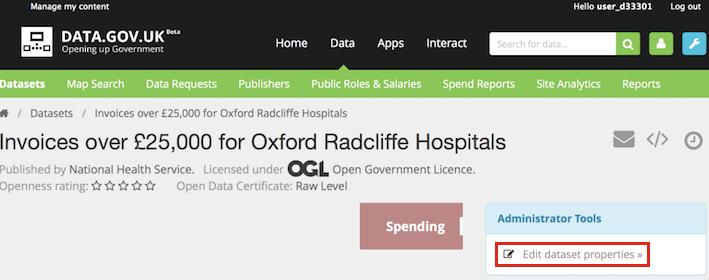 Manage my content
Hello user_d33301 Log out
DATA.GOV.UK Beta
Opening up Government
Home Data Apps Interact Search for data...
Datasets Map Search Data Requests Publishers Public Roles & Salaries Spend Reports Site Analytics Reports
/ Datasets / Invoices over £25,000 for Oxford Radcliffe Hospitals
Invoices over £25,000 for Oxford Radcliffe Hospitals
Published by National Health Service. Licensed under OGL Open Government Licence.
Openness rating: Open Data Certificate: Raw Level
Spending
Administrator Tools
Edit dataset properties »